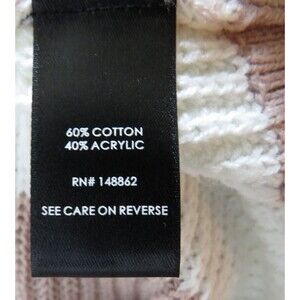 60% COTTON
40% ACRYLIC
RN# 148862
SEE CARE ON REVERSE